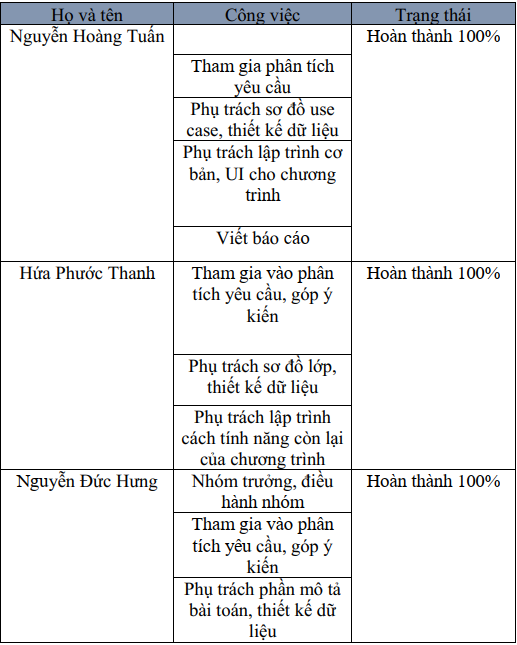 Họ và tên Công việc Trạng thái
Nguyễn Hoàng Tuấn Hoàn thành 100%
Tham gia phân tích
yêu cầu
Phụ trách sơ đồ use
case, thiết kế dữ liệu
Phụ trách lập trình cơ
bản, UI cho chương
trình
Viết báo cáo
Hứa Phước Thanh Tham gia vào phân Hoàn thành 100%
tích yêu cầu, góp ý
kiến
Phụ trách sơ đồ lớp,
thiết kế dữ liệu
Phụ trách lập trình
cách tính năng còn lại
của chương trình
Nguyễn Đức Hưng Nhóm trưởng, điều Hoàn thành 100%
hành nhóm
Tham gia vào phân
tích yêu cầu, góp ý
kiến
Phụ trách phần mô tả
bài toán, thiết kế dữ
liệu